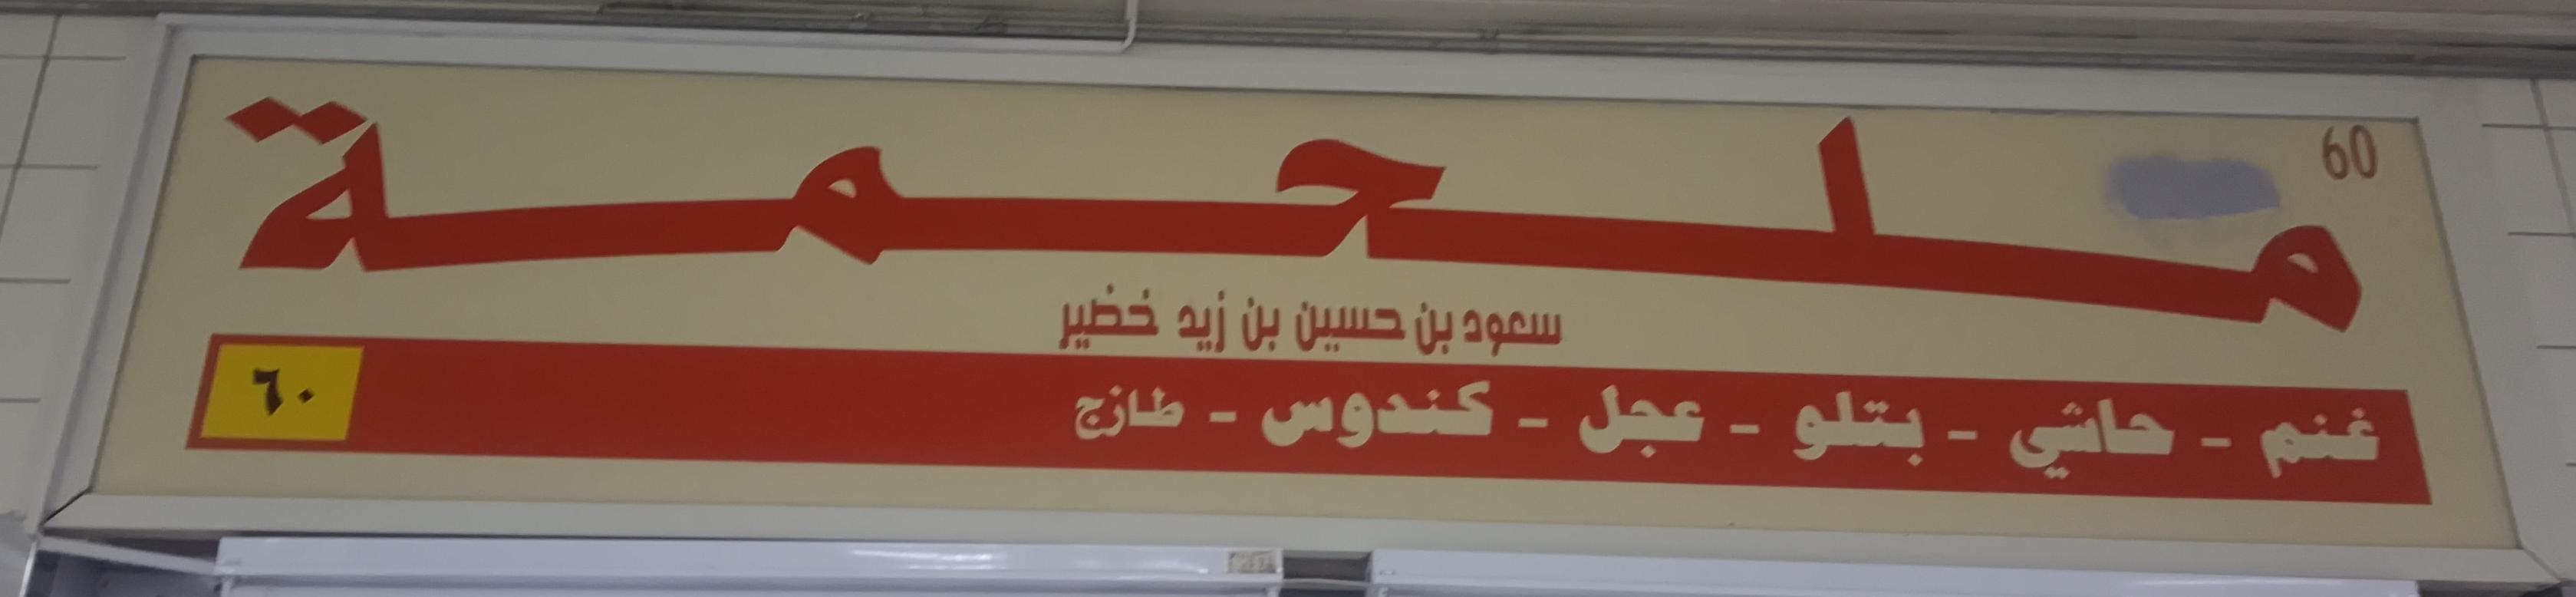 60
ملحمة
سعود بن حسين بن زيد خضير
غنم - حاشي - بتلو - عجل - كندوس - طازج
٦٠